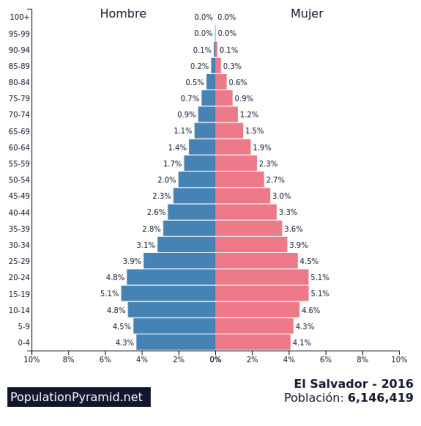 Hombre Mujer
100+ 0.0% 0.0%
95-99 0.0% 0.0%
90-94 0.1% 0.1%
85-89 0.2% 0.3%
80-84 0.5% 0.6%
75-79 0.7% 0.9%
70-74 0.9% 1.2%
65-69 1.1% 1.5%
60-64 1.4% 1.9%
55-59 1.7% 2.3%
50-54 2.0% 2.7%
45-49 2.3% 3.0%
40-44 2.6% 3.3%
35-39 2.8% 3.6%
30-34 3.1% 3.9%
25-29 3.9% 4.5%
20-24 4.8% 5.1%
15-19 5.1% 5.1%
10-14 4.8% 4.6%
5-9 4.5% 4.3%
0-4 4.3% 4.1%
10% 8% 6% 4% 2% 0% 2% 4% 6% 8% 10%
El Salvador - 2016
PopulationPyramid.net Población: 6,146,419